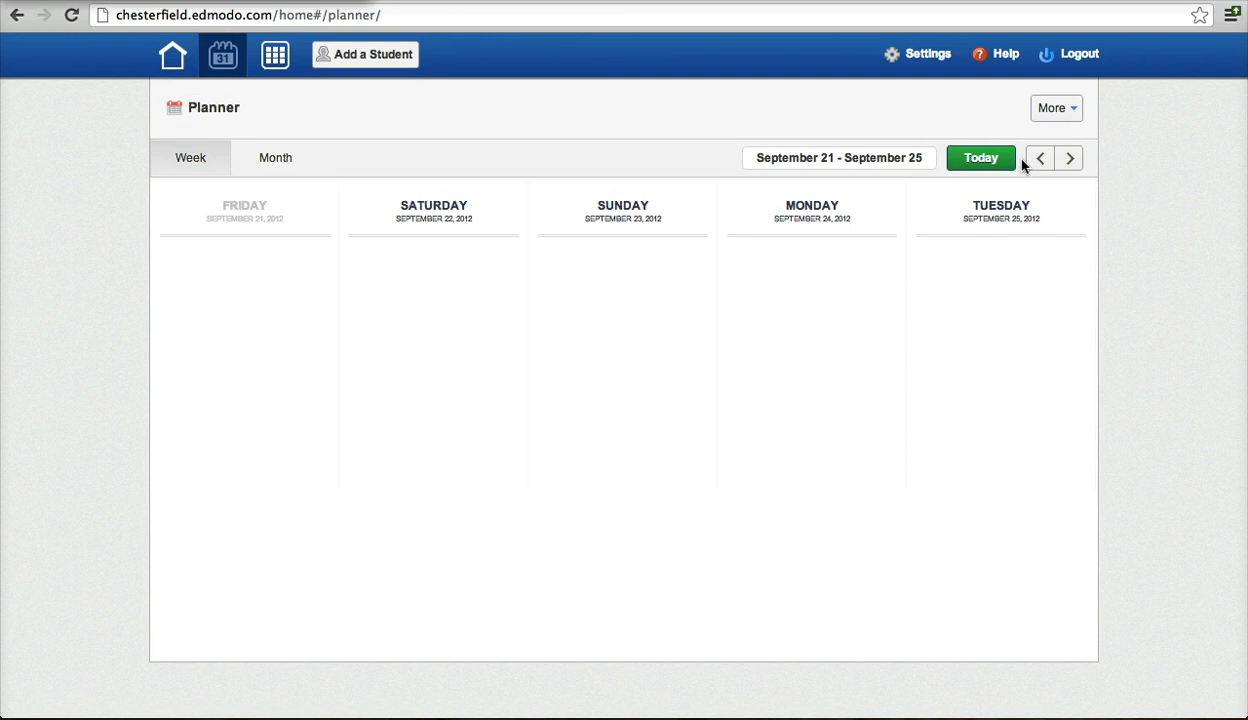 chesterfield.edmodo.com/home#/planner/
31 Add a Student Settings ? Help Logout
Planner More
Week Month September 21 - September 25 Today
FRIDAY SATURDAY SUNDAY MONDAY TUESDAY
SEPTEMBER 21, 2012 SEPTEMBER 22, 2012 SEPTEMBER 23, 2012 SEPTEMBER 24, 2012 SEPTEMBER 25, 2012